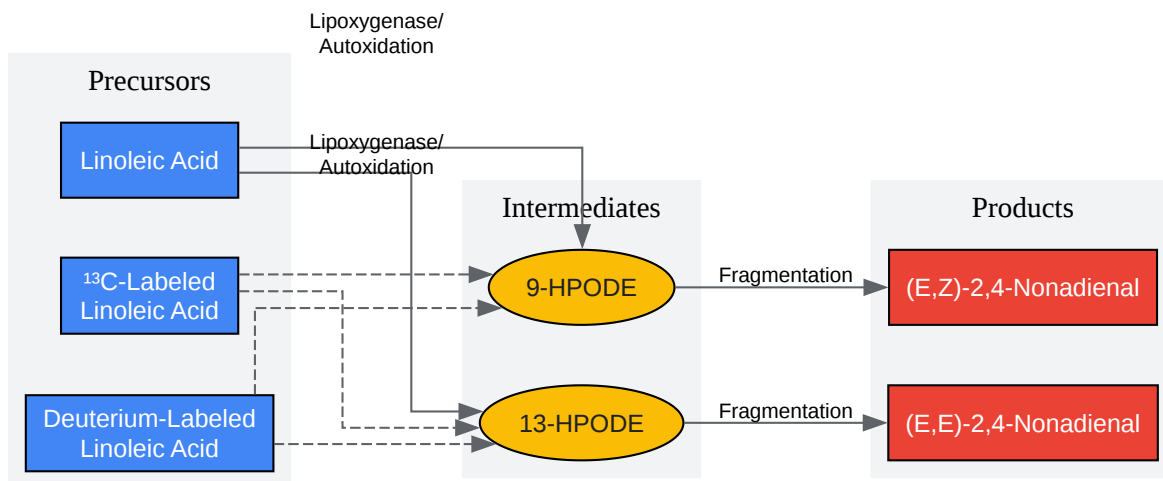 Lipoxygenase/
Autoxidation
Precursors
Linoleic Acid
Lipoxygenase/
Autoxidation
Intermediates
Products
¹³C-Labeled
Linoleic Acid
9-HPODE
Fragmentation
(E,Z)-2,4-Nonadienal
Deuterium-Labeled
Linoleic Acid
13-HPODE
Fragmentation
(E,E)-2,4-Nonadienal